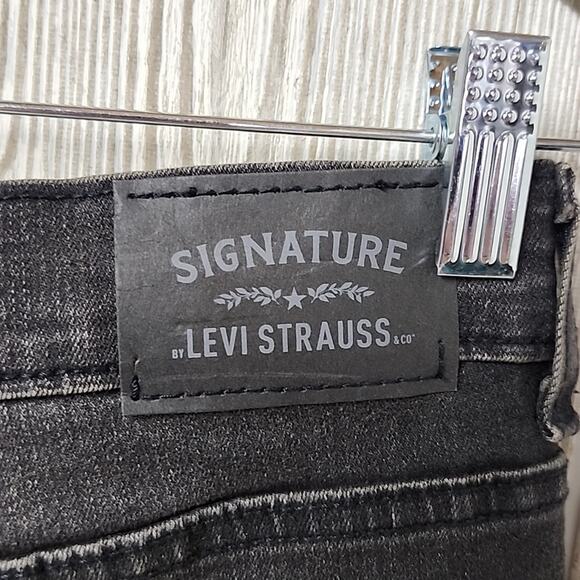 SIGNATURE
BY LEVI STRAUSS & CO